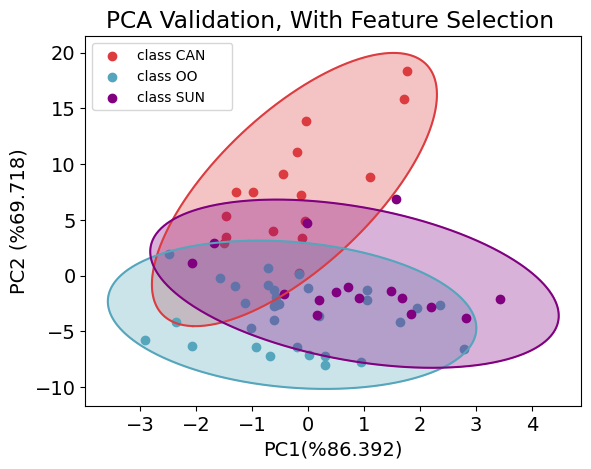 PCA Validation, With Feature Selection
class CAN
class OO
class SUN
20
15
10
5
0
−5
−10
PC2 (%69.718)
−3 −2 −1 0 1 2 3 4
PC1(%86.392)